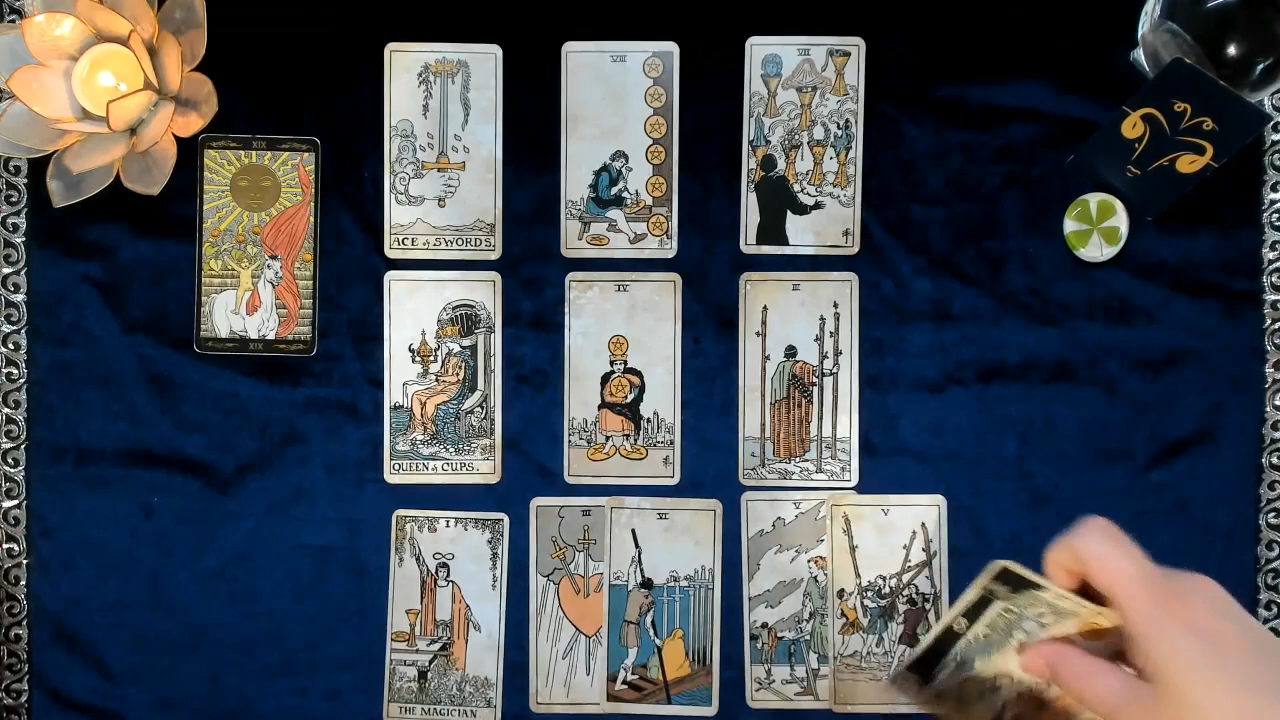 XIX
XIX
ACE of SWORDS.
VIII
VII
QUEEN of CUPS.
IV
III
I
THE MAGICIAN
III
VI
V
V